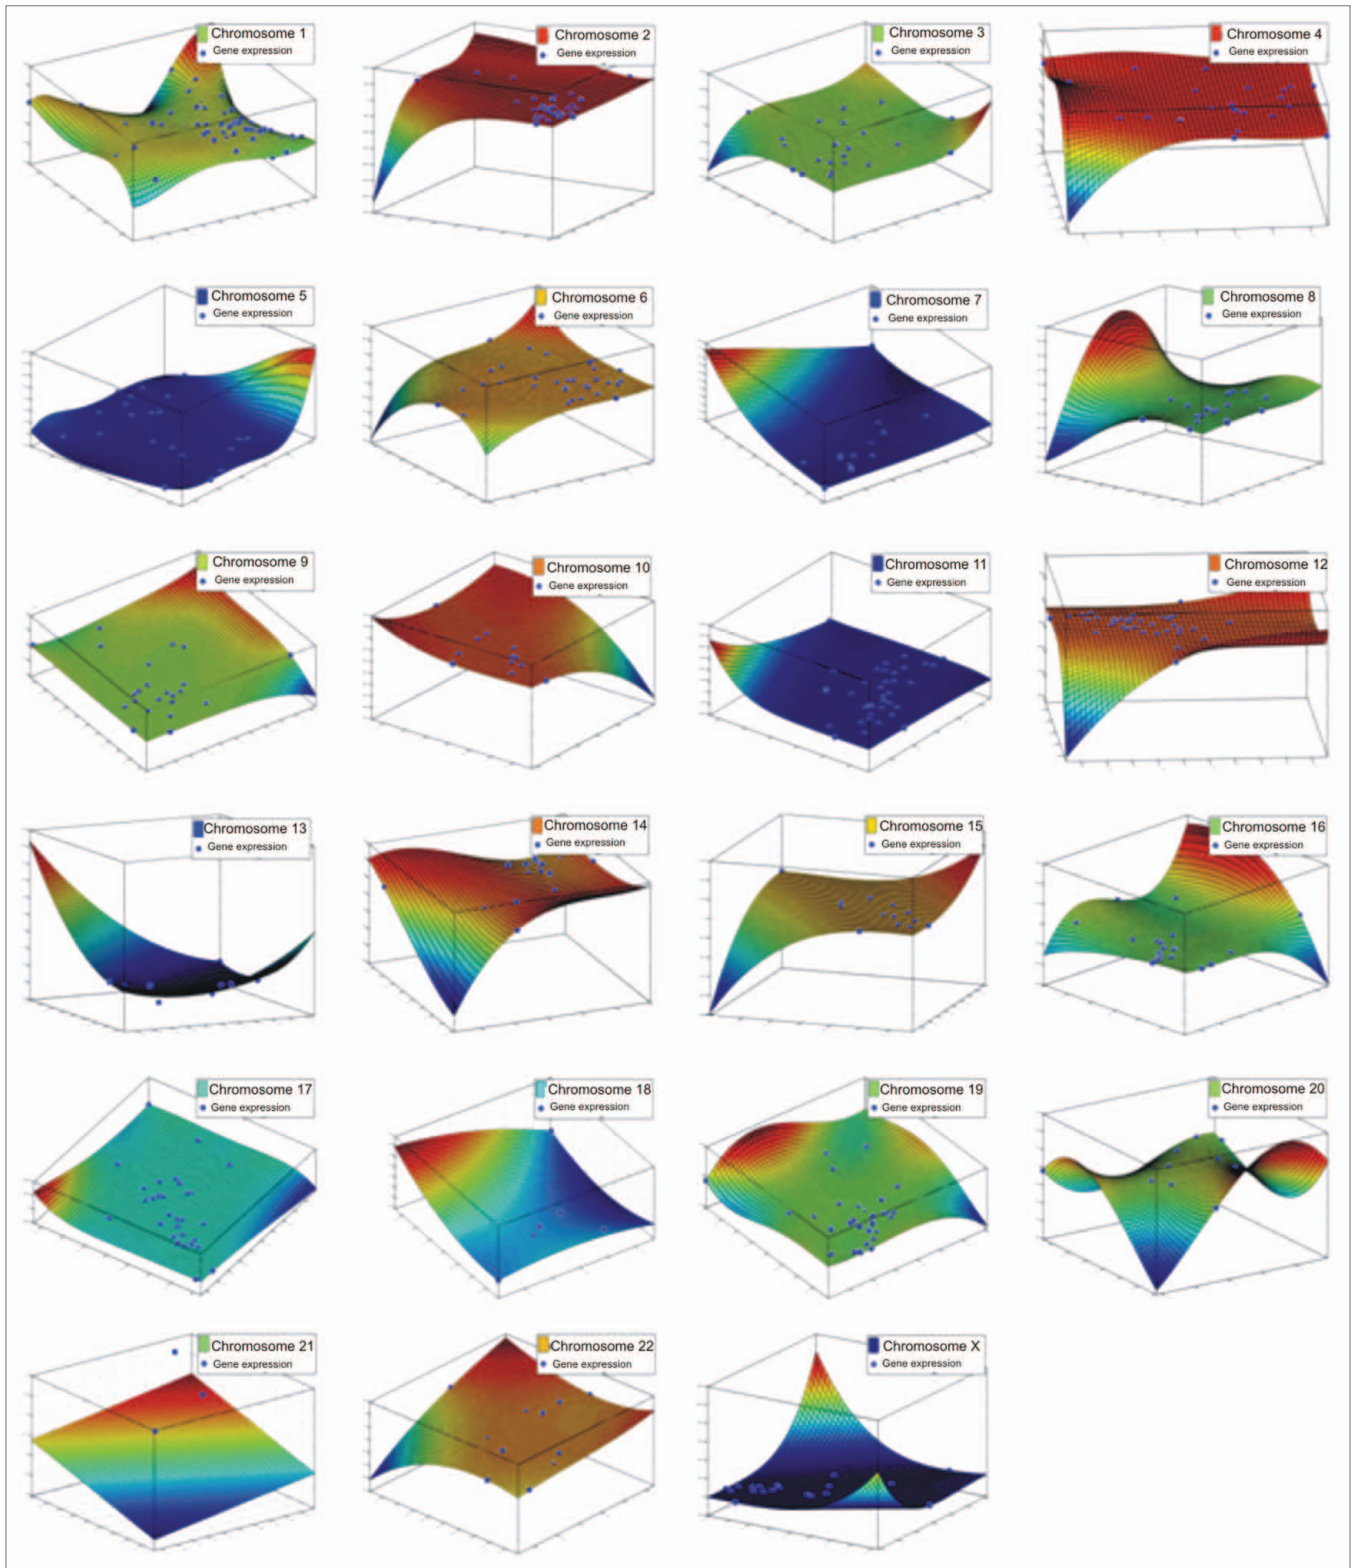 Chromosome 1
Gene expression
Chromosome 2
Gene expression
Chromosome 3
Gene expression
Chromosome 4
Gene expression
Chromosome 5
Gene expression
Chromosome 6
Gene expression
Chromosome 7
Gene expression
Chromosome 8
Gene expression
Chromosome 9
Gene expression
Chromosome 10
Gene expression
Chromosome 11
Gene expression
Chromosome 12
Gene expression
Chromosome 13
Gene expression
Chromosome 14
Gene expression
Chromosome 15
Gene expression
Chromosome 16
Gene expression
Chromosome 17
Gene expression
Chromosome 18
Gene expression
Chromosome 19
Gene expression
Chromosome 20
Gene expression
Chromosome 21
Gene expression
Chromosome 22
Gene expression
Chromosome X
Gene expression